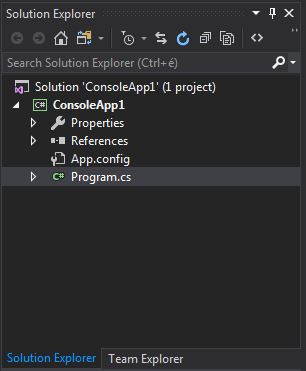 Solution Explorer
Search Solution Explorer (Ctrl+é)
Solution 'ConsoleApp1' (1 project)
C# ConsoleApp1
Properties
References
App.config
C# Program.cs
Solution Explorer Team Explorer